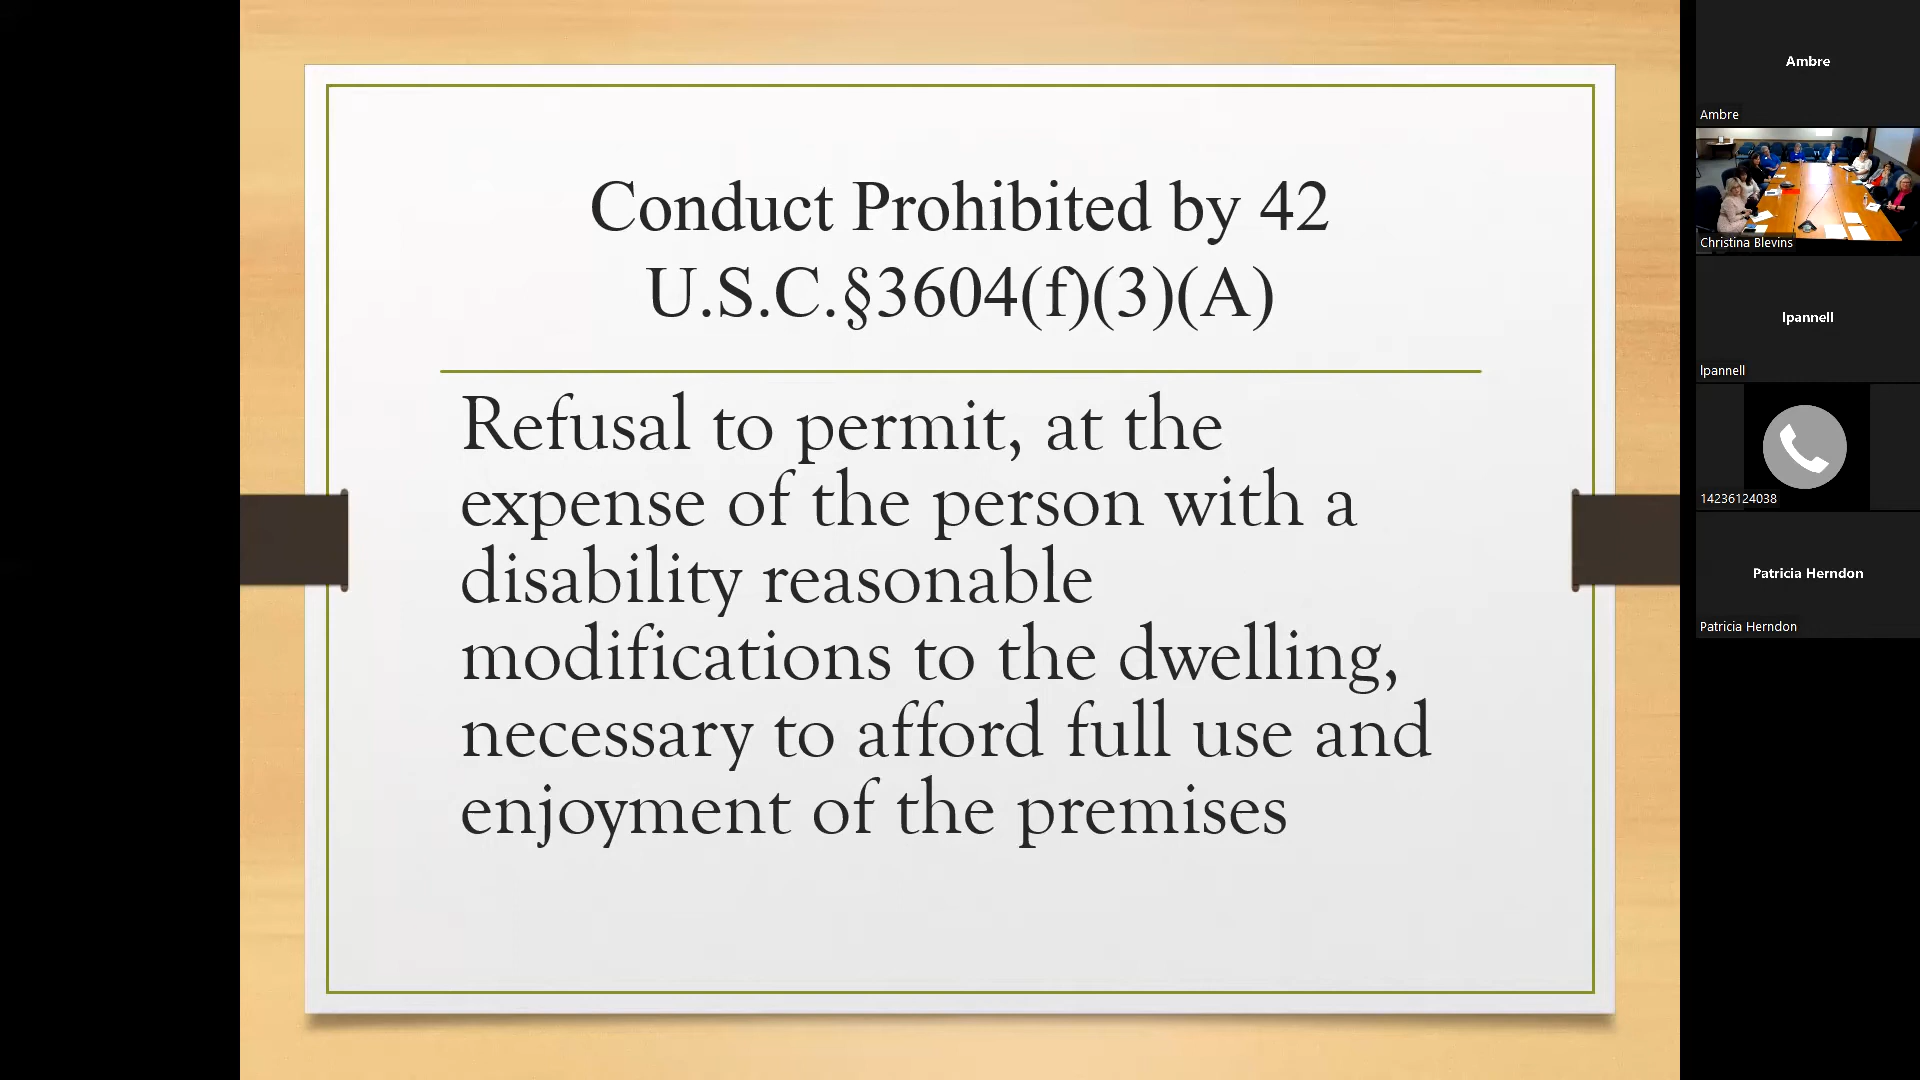 Conduct Prohibited by 42
U.S.C.§3604(f)(3)(A)
Refusal to permit, at the
expense of the person with a
disability reasonable
modifications to the dwelling,
necessary to afford full use and
enjoyment of the premises
Ambre
Ambre
Christina Blevins
lpannell
lpannell
14236124038
Patricia Herndon
Patricia Herndon